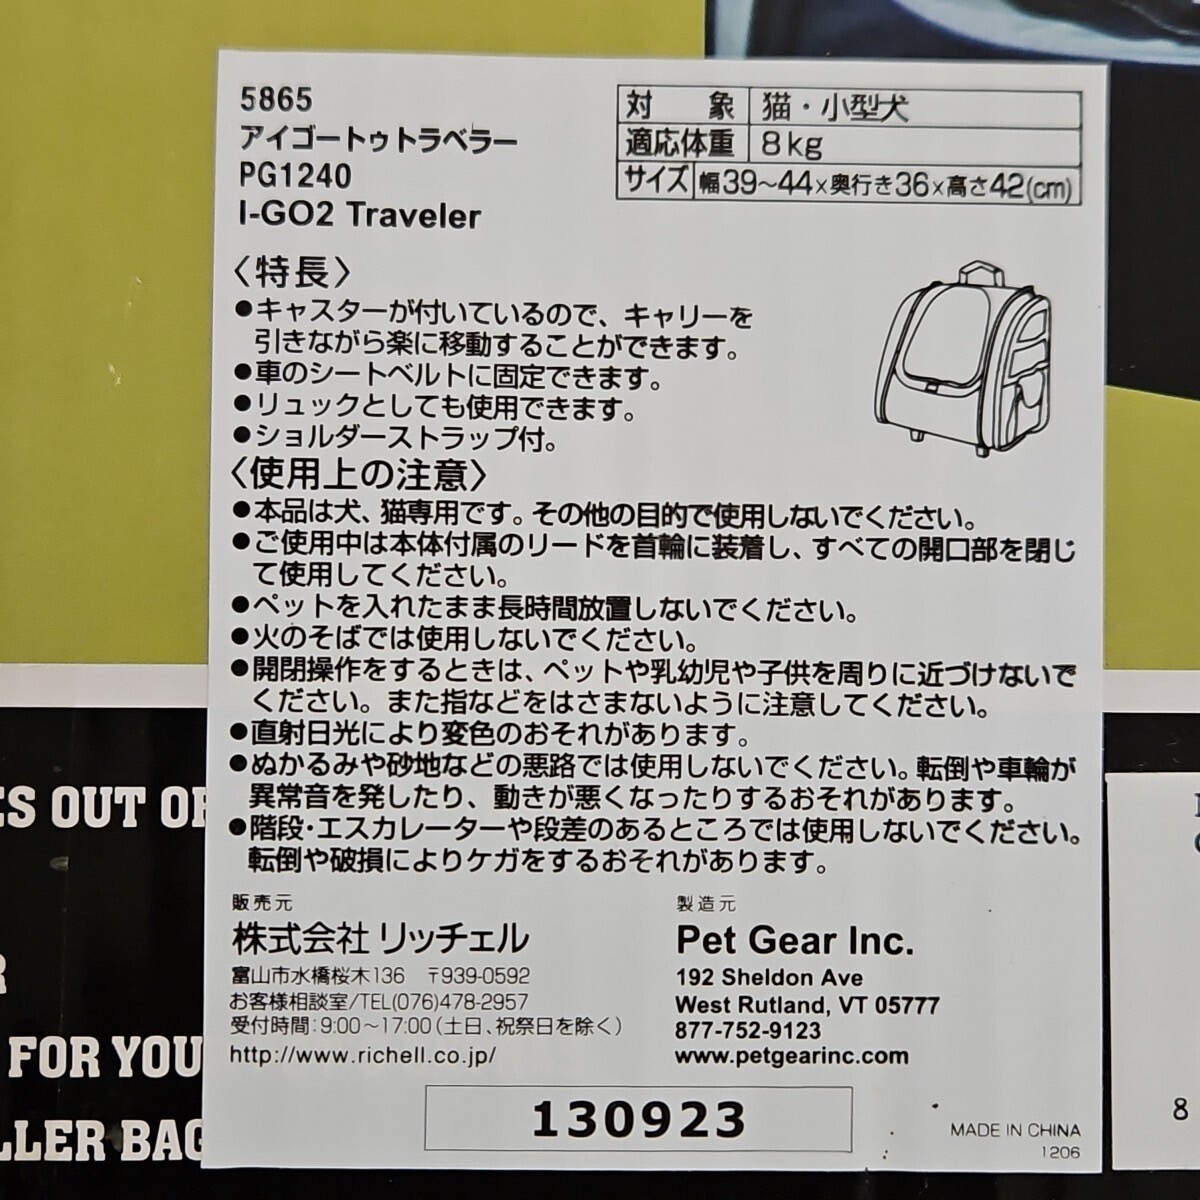 5865
アイゴートゥトラベラー
PG1240
I-GO2 Traveler
対 象 猫・小型犬
適応体重 8kg
サイズ 幅39～44×奥行き36×高さ42(cm)
〈特長〉
●キャスターが付いているので、キャリーを
引きながら楽に移動することができます。
●車のシートベルトに固定できます。
●リュックとしても使用できます。
●ショルダーストラップ付。
〈使用上の注意〉
●本品は犬、猫専用です。その他の目的で使用しないでください。
●ご使用中は本体付属のリードを首輪に装着し、すべての開口部を閉じ
て使用してください。
●ペットを入れたまま長時間放置しないでください。
●火のそばでは使用しないでください。
●開閉操作をするときは、ペットや乳幼児や子供を周りに近づけないで
ください。また指などをはさまないように注意してください。
●直射日光により変色のおそれがあります。
●ぬかるみや砂地などの悪路では使用しないでください。転倒や車輪が
異常音を発したり、動きが悪くなったりするおそれがあります。
●階段・エスカレーターや段差のあるところでは使用しないでください。
転倒や破損によりケガをするおそれがあります。
販売元
株式会社 リッチェル
富山市水橋桜木136 〒939-0592
お客様相談室/TEL(076)478-2957
受付時間:9:00～17:00(土日、祝祭日を除く)
http://www.richell.co.jp/
製造元
Pet Gear Inc.
192 Sheldon Ave
West Rutland, VT 05777
877-752-9123
www.petgearinc.com
130923
MADE IN CHINA
1206
ES OUT OF
R
FOR YOU
LLER BAG
8